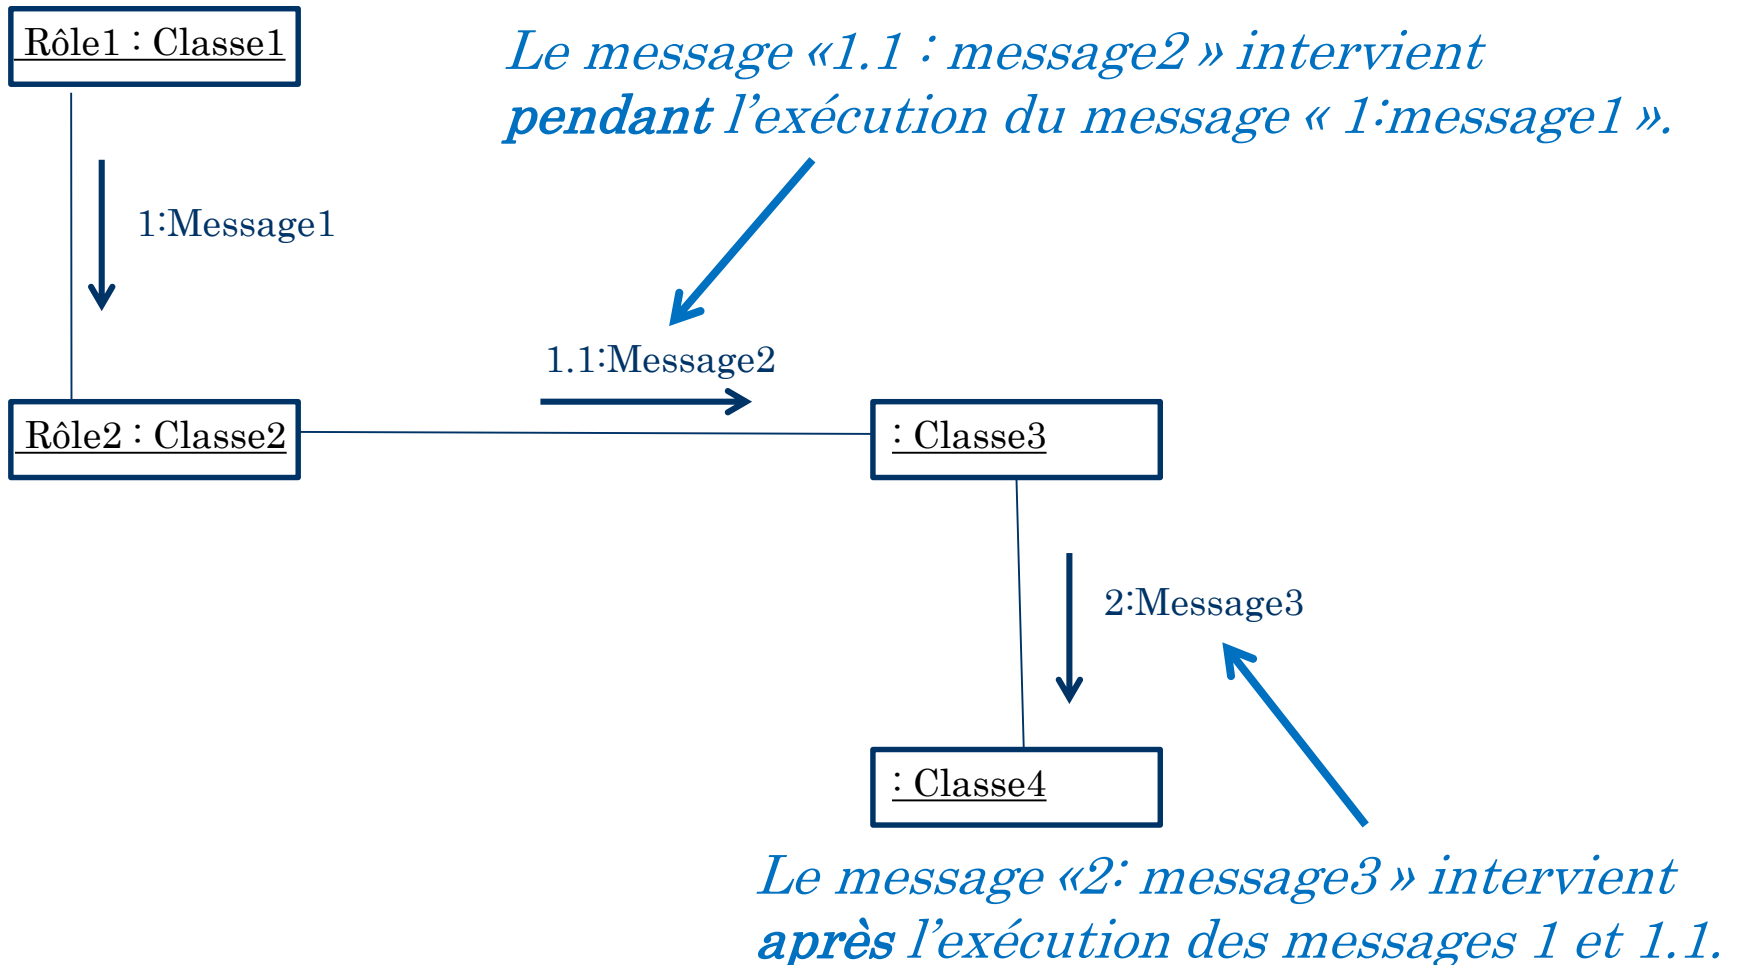 Rôle1 : Classe1
Le message «1.1 : message2 » intervient
pendant l’exécution du message « 1:message1 ».
1:Message1
1.1:Message2
Rôle2 : Classe2
: Classe3
2:Message3
: Classe4
Le message «2: message3 » intervient
après l’exécution des messages 1 et 1.1.